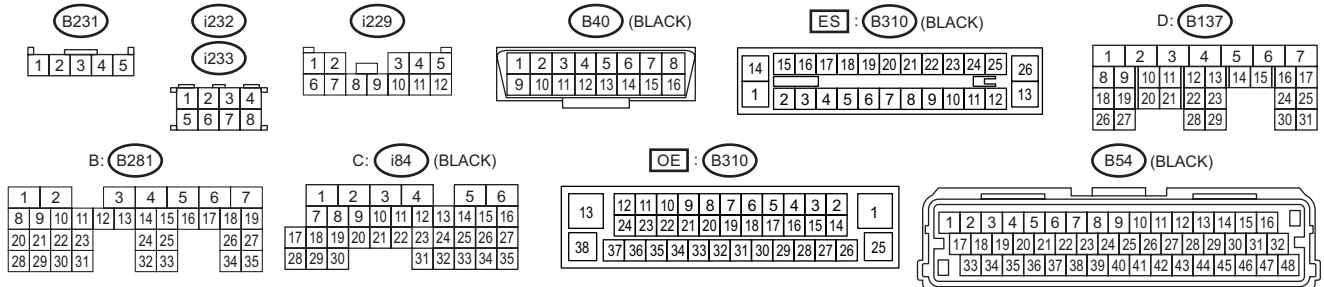 B231
1 2 3 4 5
i232
i233
1 2 3 4
5 6 7 8
i229
1 2 3 4 5
6 7 8 9 10 11 12
B40 (BLACK)
1 2 3 4 5 6 7 8
9 10 11 12 13 14 15 16
ES : B310 (BLACK)
14 15 16 17 18 19 20 21 22 23 24 25 26
1 2 3 4 5 6 7 8 9 10 11 12 13
D: B137
1 2 3 4 5 6 7
8 9 10 11 12 13 14 15 16 17
18 19 20 21 22 23 24 25
26 27 28 29 30 31
B: B281
1 2 3 4 5 6 7
8 9 10 11 12 13 14 15 16 17 18 19
20 21 22 23 24 25 26 27
28 29 30 31 32 33 34 35
C: i84 (BLACK)
1 2 3 4 5 6
7 8 9 10 11 12 13 14 15 16
17 18 19 20 21 22 23 24 25 26 27
28 29 30 31 32 33 34 35
OE : B310
13 12 11 10 9 8 7 6 5 4 3 2 1
24 23 22 21 20 19 18 17 16 15 14
38 37 36 35 34 33 32 31 30 29 28 27 26 25
B54 (BLACK)
1 2 3 4 5 6 7 8 9 10 11 12 13 14 15 16
17 18 19 20 21 22 23 24 25 26 27 28 29 30 31 32
33 34 35 36 37 38 39 40 41 42 43 44 45 46 47 48